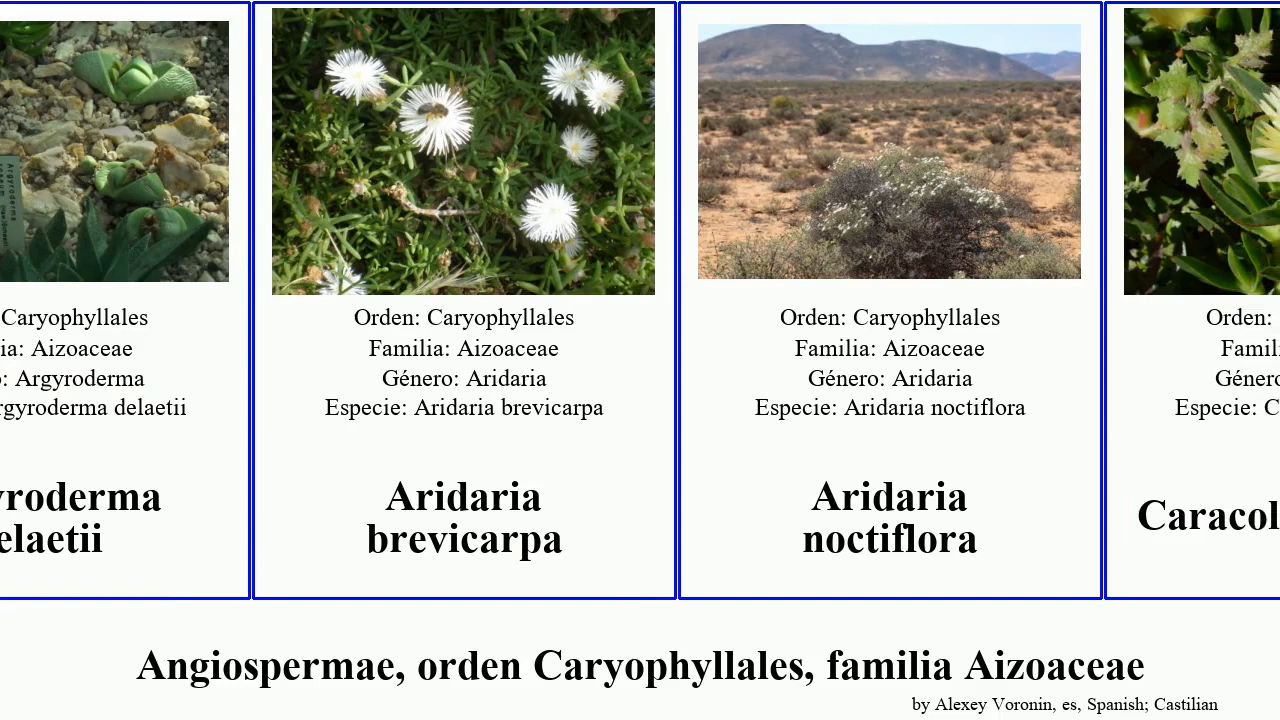 Caryophyllales
ia: Aizoaceae
o: Argyroderma
rgyroderma delaetii
yroderma
elaetii
Orden: Caryophyllales
Familia: Aizoaceae
Género: Aridaria
Especie: Aridaria brevicarpa
Aridaria
brevicarpa
Orden: Caryophyllales
Familia: Aizoaceae
Género: Aridaria
Especie: Aridaria noctiflora
Aridaria
noctiflora
Orden:
Famili
Género
Especie: C
Caracol
Angiospermae, orden Caryophyllales, familia Aizoaceae
by Alexey Voronin, es, Spanish; Castilian